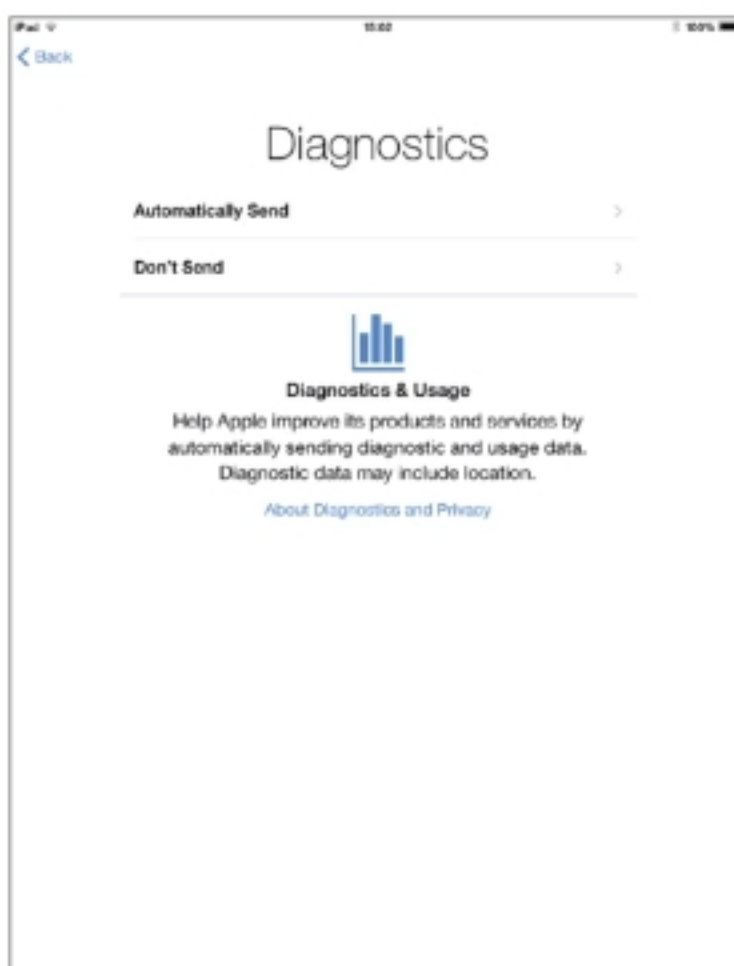 iPad
15:02
100%
Back
Diagnostics
Automatically Send
Don't Send
Diagnostics & Usage
Help Apple improve its products and services by
automatically sending diagnostic and usage data.
Diagnostic data may include location.
About Diagnostics and Privacy